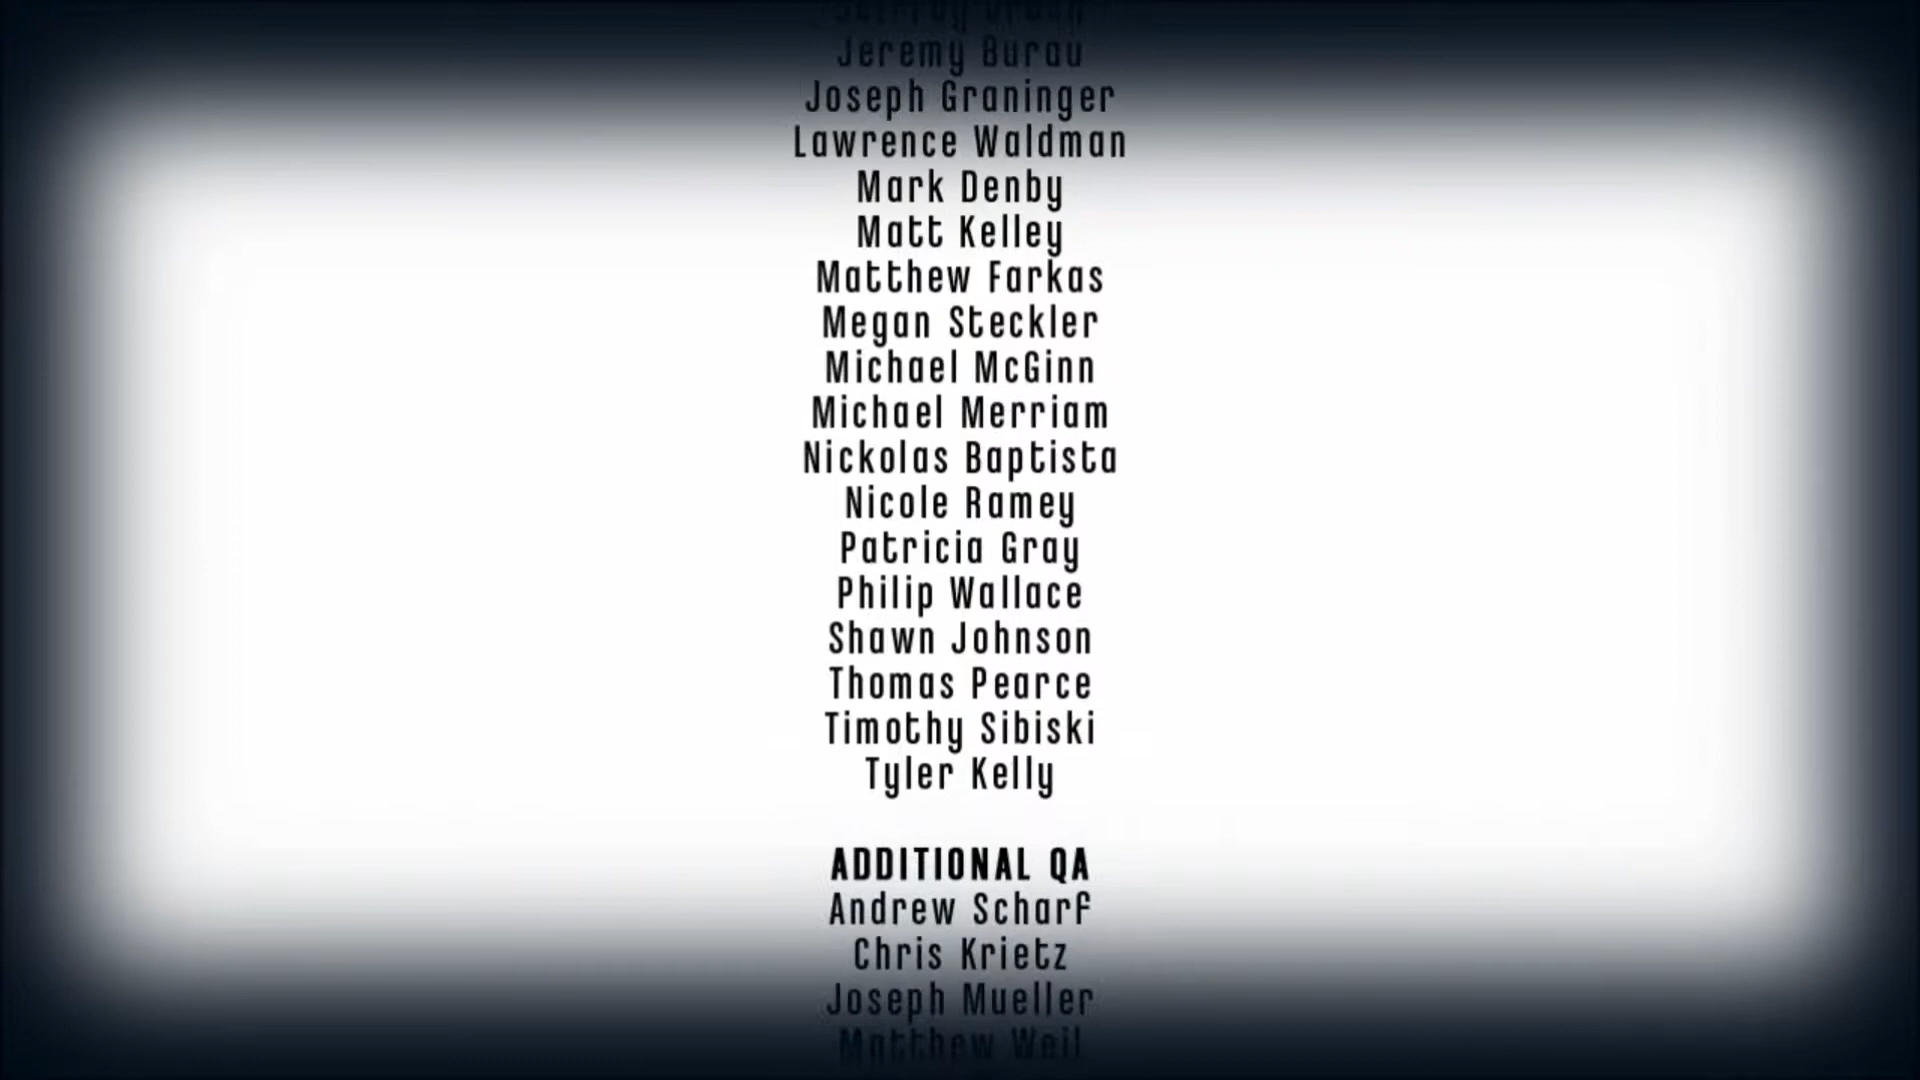 Jeremy Burau
Joseph Graninger
Lawrence Waldman
Mark Denby
Matt Kelley
Matthew Farkas
Megan Steckler
Michael McGinn
Michael Merriam
Nickolas Baptista
Nicole Ramey
Patricia Gray
Philip Wallace
Shawn Johnson
Thomas Pearce
Timothy Sibiski
Tyler Kelly
ADDITIONAL QA
Andrew Scharf
Chris Krietz
Joseph Mueller
Matthew Weil